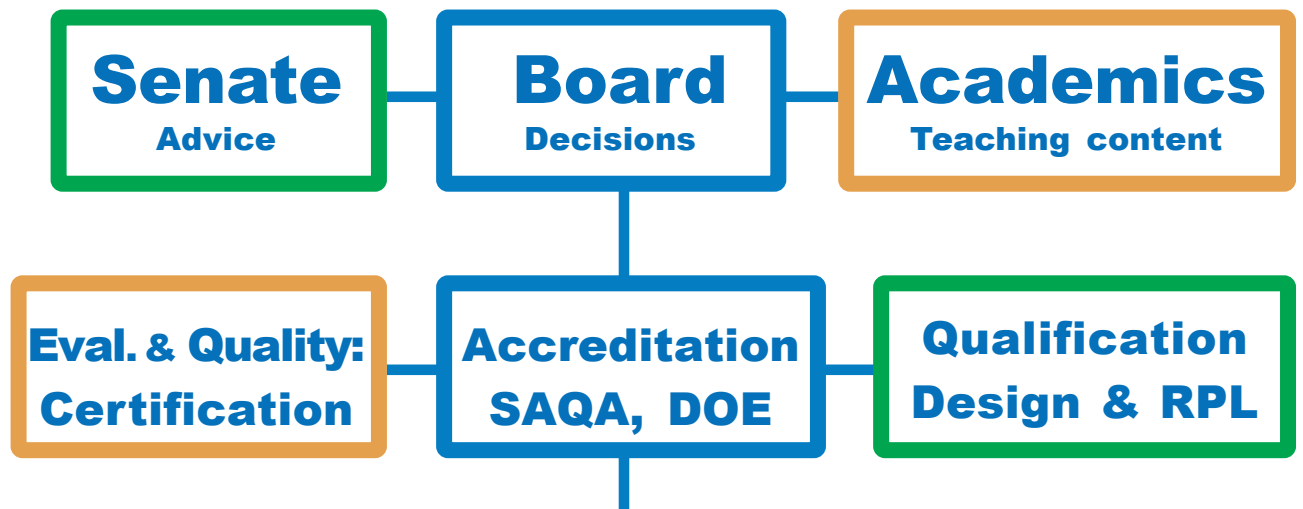 Senate
Advice
Board
Decisions
Academics
Teaching content
Eval. & Quality:
Certification
Accreditation
SAQA, DOE
Qualification
Design & RPL